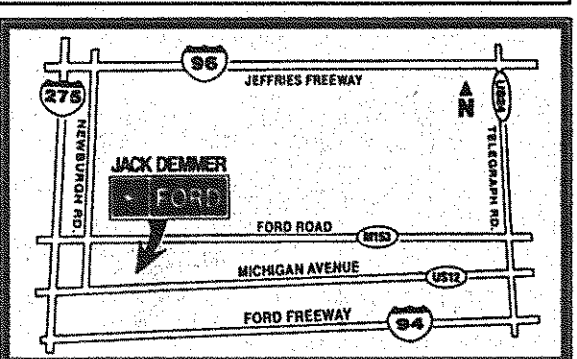 96
JEFFRIES FREEWAY
275
NEWBURGH RD.
N
US24
TELEGRAPH RD.
JACK DEMMER
FORD
FORD ROAD
M153
MICHIGAN AVENUE
US12
FORD FREEWAY
94